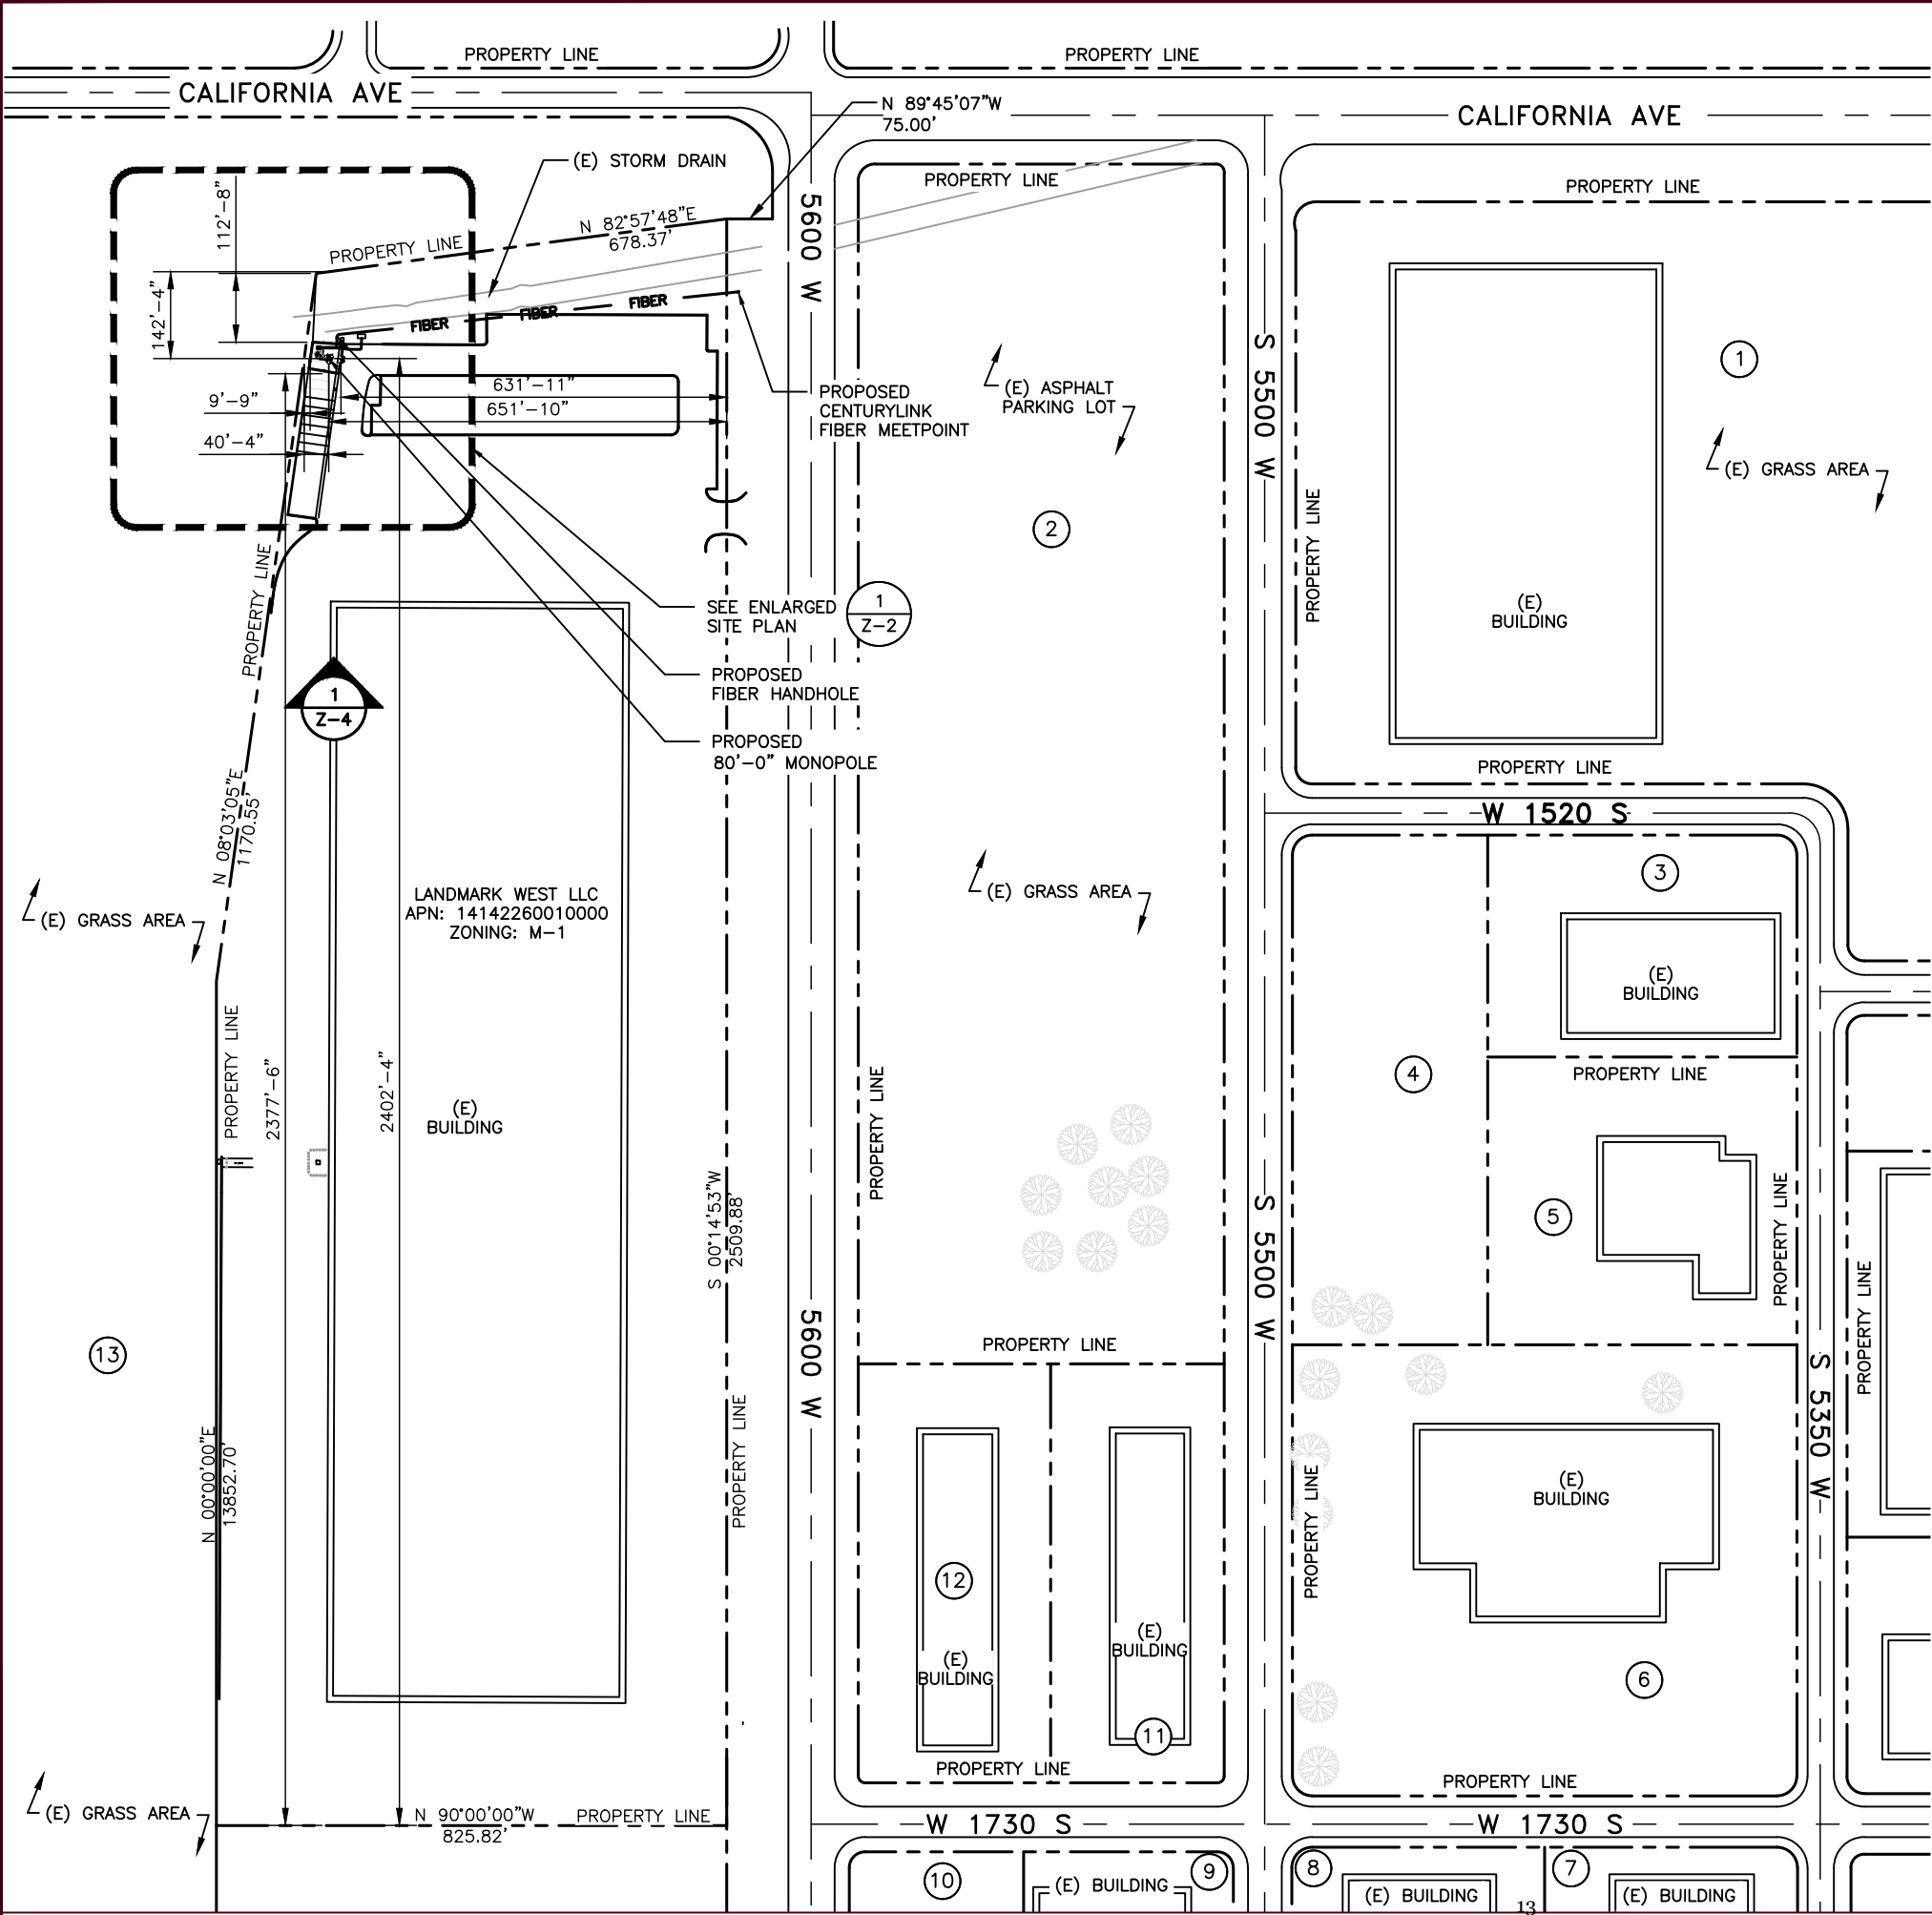 PROPERTY LINE
PROPERTY LINE
CALIFORNIA AVE
N 89°45'07"W
75.00'
CALIFORNIA AVE
(E) STORM DRAIN
PROPERTY LINE
PROPERTY LINE
112'-8"
142'-4"
PROPERTY LINE
N 82°57'48"E
678.37'
5600 W
FIBER
FIBER
FIBER
S 5500 W
1
631'-11"
651'-10"
9'-9"
40'-4"
PROPOSED
CENTURYLINK
FIBER MEETPOINT
(E) ASPHALT
PARKING LOT
(E) GRASS AREA
2
PROPERTY LINE
PROPERTY LINE
SEE ENLARGED
SITE PLAN
1
Z-2
(E)
BUILDING
PROPOSED
FIBER HANDHOLE
1
Z-4
PROPOSED
80'-0" MONOPOLE
PROPERTY LINE
W 1520 S
N 08°03'05"E
1170.55'
LANDMARK WEST LLC
APN: 14142260010000
ZONING: M-1
(E) GRASS AREA
(E) GRASS AREA
3
(E)
BUILDING
PROPERTY LINE
2377'-6"
2402'-4"
(E)
BUILDING
PROPERTY LINE
4
PROPERTY LINE
5
PROPERTY LINE
PROPERTY LINE
S 00°14'53"W
2509.88'
S 5500 W
5600 W
13
PROPERTY LINE
PROPERTY LINE
S 5350 W
N 00°00'00"E
13852.70'
PROPERTY LINE
(E)
BUILDING
12
(E)
BUILDING
(E)
BUILDING
11
6
PROPERTY LINE
PROPERTY LINE
(E) GRASS AREA
N 90°00'00"W
825.82'
PROPERTY LINE
W 1730 S
W 1730 S
10
(E) BUILDING
9
8
(E) BUILDING
7
(E) BUILDING
13